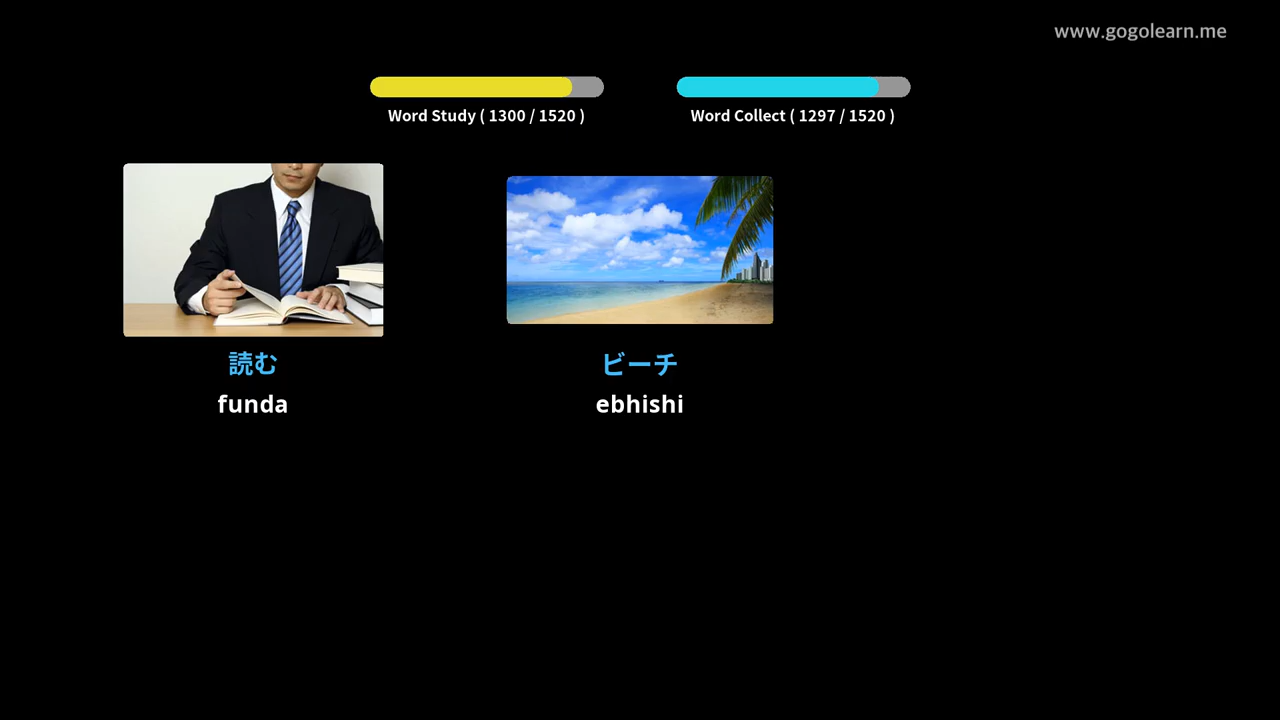 www.gogolearn.me
Word Study ( 1300 / 1520 )
Word Collect ( 1297 / 1520 )
読む
funda
ビーチ
ebhishi